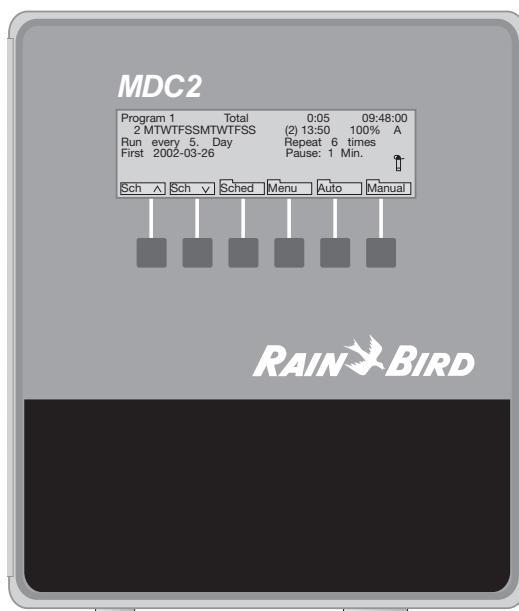 MDC2
Program 1 Total 0:05 09:48:00
2 MTWTFSSMTWTFSS (2) 13:50 100% A
Run every 5. Day Repeat 6 times
First 2002-03-26 Pause: 1 Min.
Sch ∧ Sch ∨ Sched Menu Auto Manual
RAIN BIRD